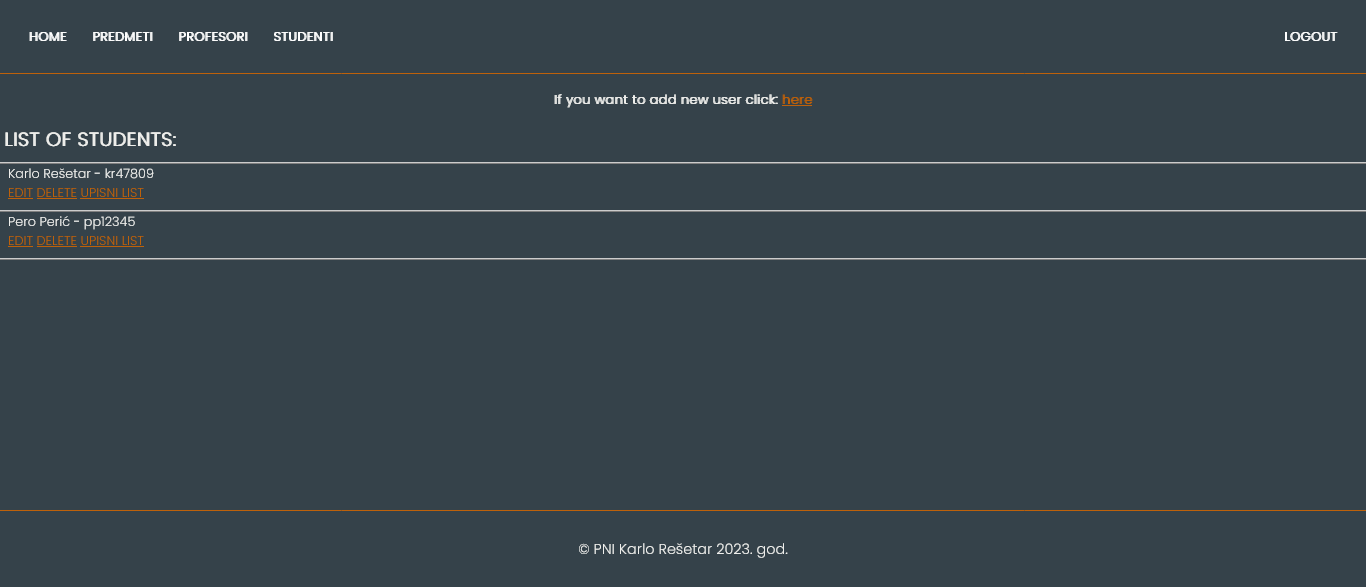 HOME PREDMETI PROFESORI STUDENTI LOGOUT
If you want to add new user click: here
LIST OF STUDENTS:
Karlo Rešetar - kr47809
EDIT DELETE UPISNI LIST
Pero Perić - pp12345
EDIT DELETE UPISNI LIST
© PNI Karlo Rešetar 2023. god.